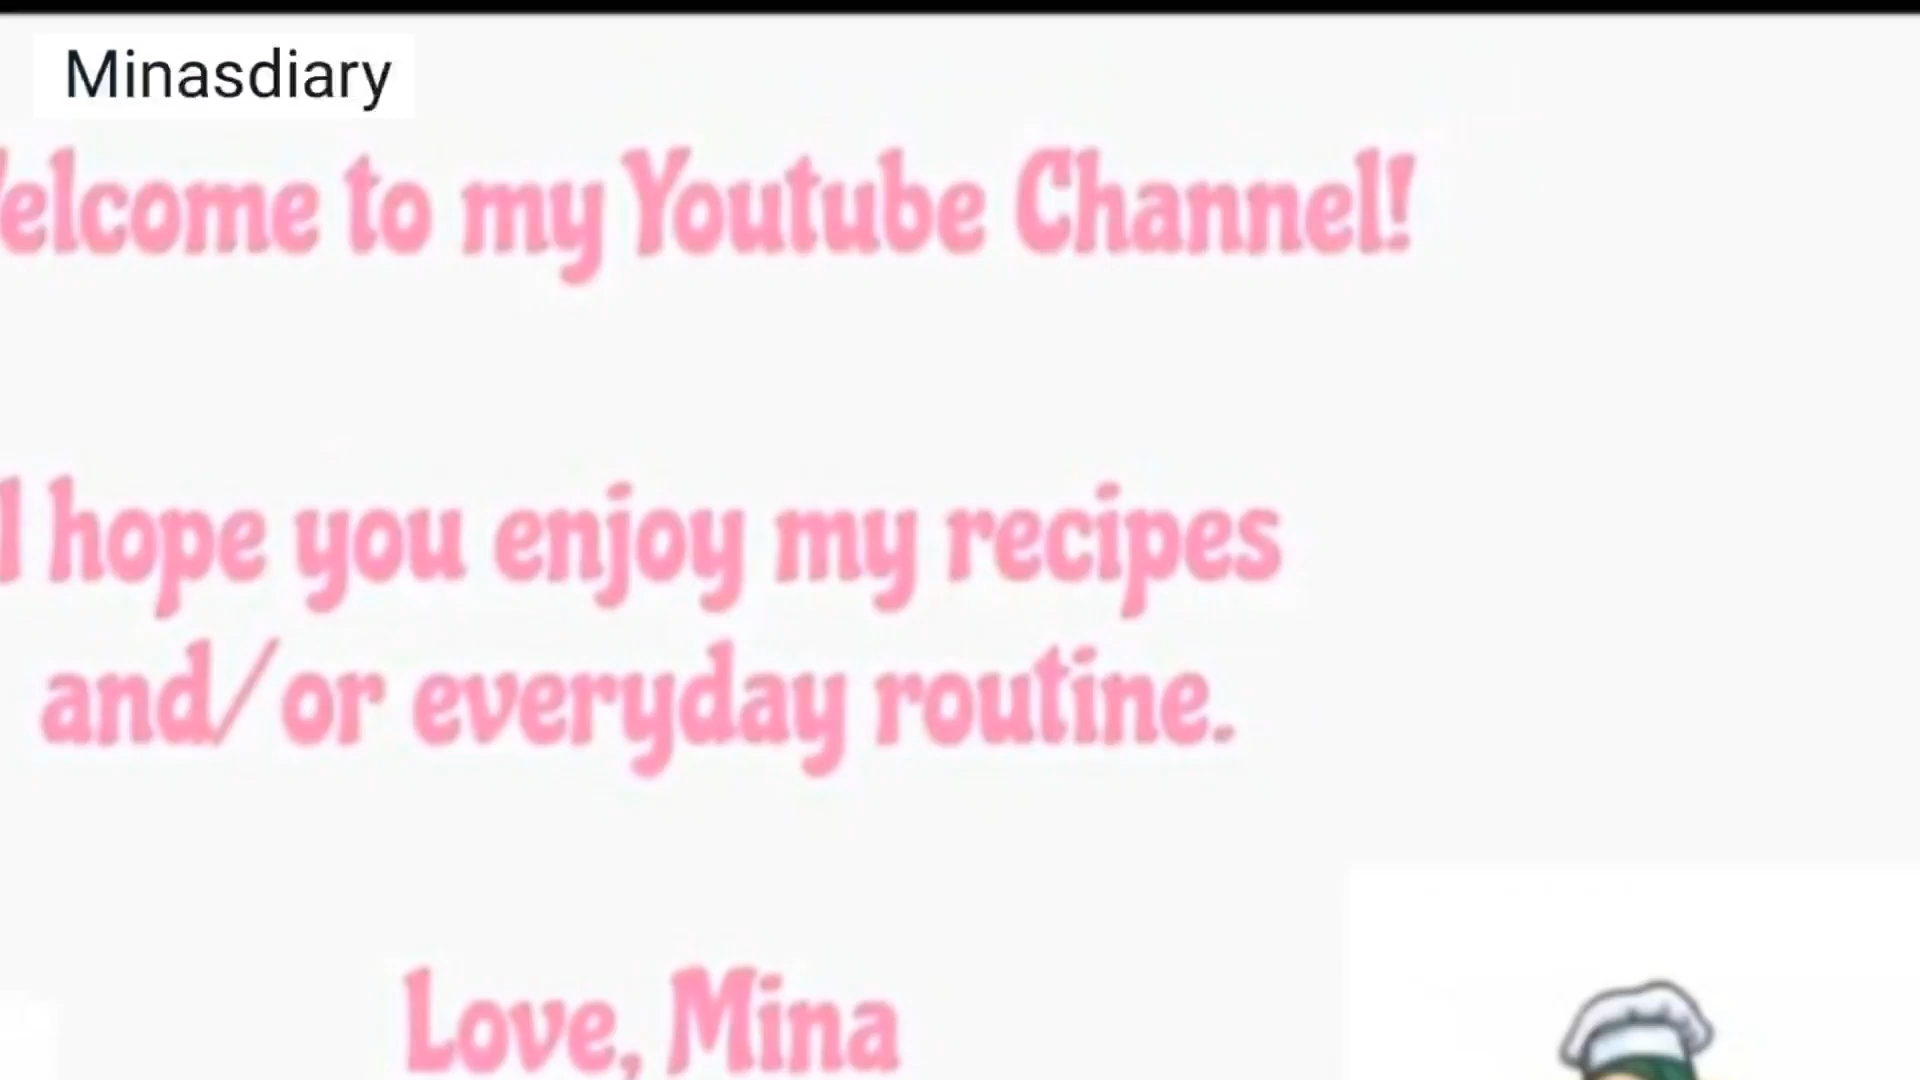 Minasdiary
elcome to my Youtube Channel!
I hope you enjoy my recipes
and/or everyday routine.
Love, Mina